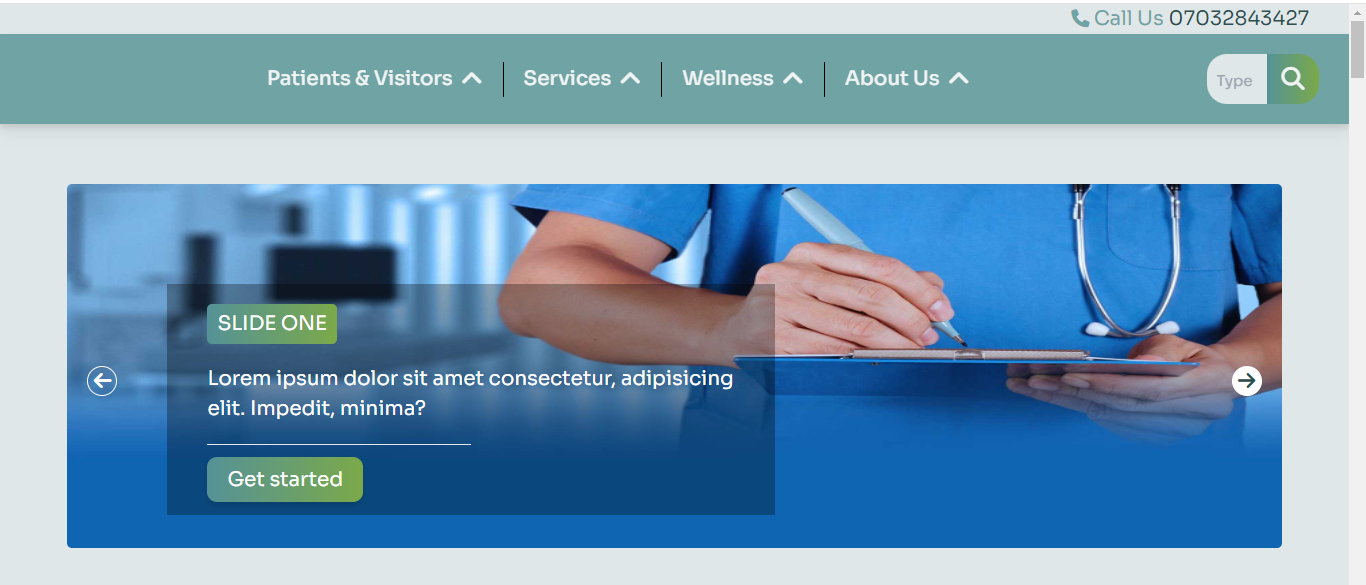 Call Us 07032843427
Patients & Visitors
Services
Wellness
About Us
Type
SLIDE ONE
Lorem ipsum dolor sit amet consectetur, adipisicing
elit. Impedit, minima?
Get started